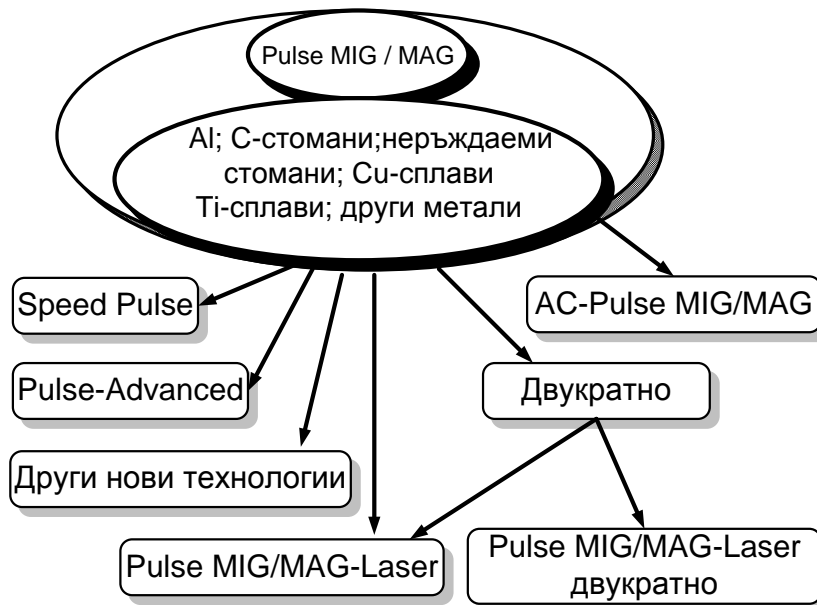 Pulse MIG / MAG
Al; C-стомани;неръждаеми
стомани; Cu-сплави
Ti-сплави; други метали
Speed Pulse
AC-Pulse MIG/MAG
Pulse-Advanced
Двукратно
Други нови технологии
Pulse MIG/MAG-Laser
Pulse MIG/MAG-Laser
двукратно